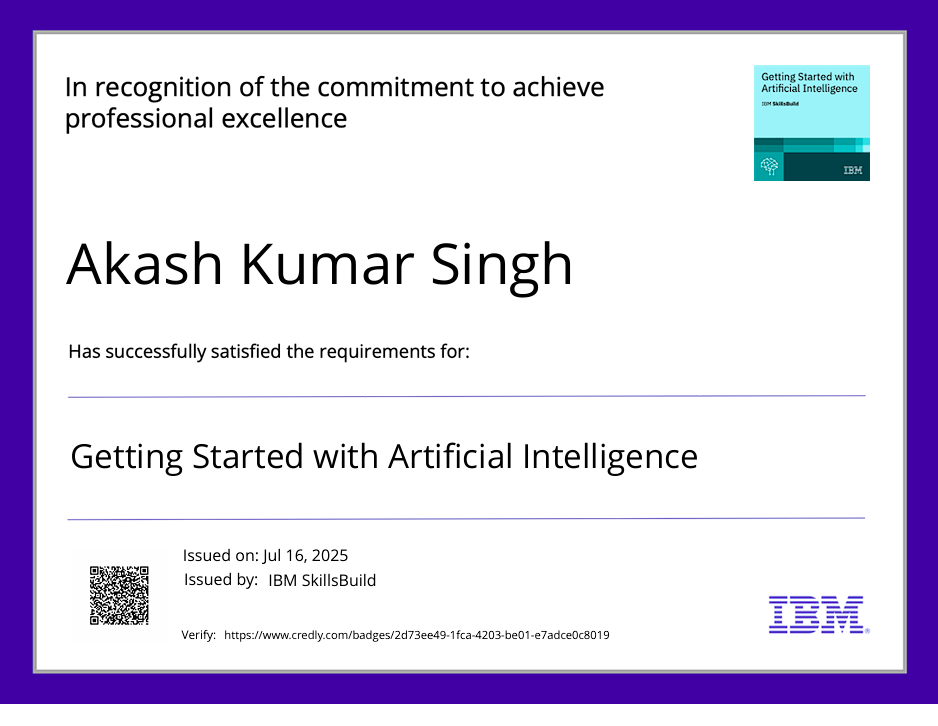 In recognition of the commitment to achieve
professional excellence
Getting Started with
Artificial Intelligence
IBM SkillsBuild
IBM
Akash Kumar Singh
Has successfully satisfied the requirements for:
Getting Started with Artificial Intelligence
Issued on: Jul 16, 2025
Issued by: IBM SkillsBuild
Verify: https://www.credly.com/badges/2d73ee49-1fca-4203-be01-e7adce0c8019
IBM®